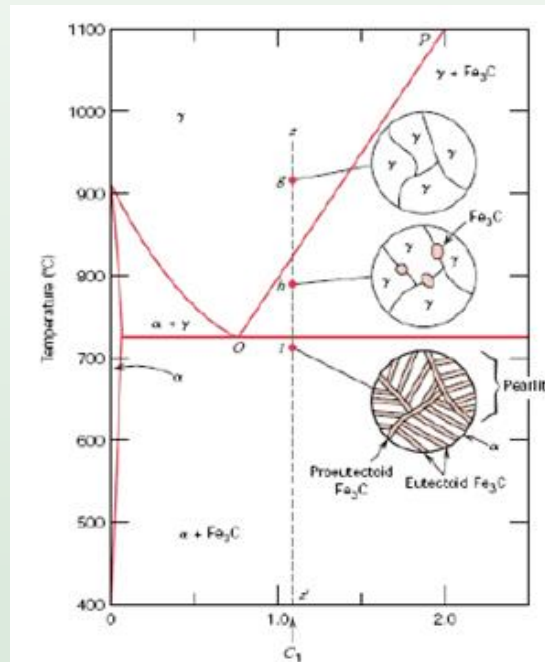 1100
P
γ + Fe₃C
1000
γ
z
γ
γ
γ
γ
g
900
Fe₃C
γ
γ
γ
γ
h
800
Temperature (°C)
α + γ
O
i
700
α
Pearlit
α
600
Proeutectoid
Fe₃C
Eutectoid Fe₃C
500
α + Fe₃C
z'
400
0
1.0
2.0
C₁